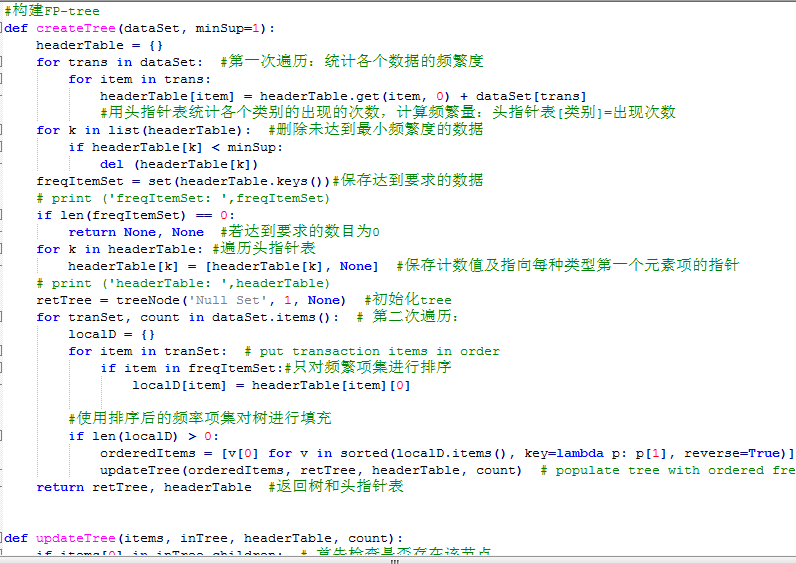 #构建FP-tree
def createTree(dataSet, minSup=1):
    headerTable = {}
    for trans in dataSet:  #第一次遍历：统计各个数据的频繁度
        for item in trans:
            headerTable[item] = headerTable.get(item, 0) + dataSet[trans]
            #用头指针表统计各个类别的出现的次数，计算频繁量：头指针表[类别]=出现次数
    for k in list(headerTable):  #删除未达到最小频繁度的数据
        if headerTable[k] < minSup:
            del (headerTable[k])
    freqItemSet = set(headerTable.keys())#保存达到要求的数据
    # print ('freqItemSet: ',freqItemSet)
    if len(freqItemSet) == 0:
        return None, None  #若达到要求的数目为0
    for k in headerTable: #遍历头指针表
        headerTable[k] = [headerTable[k], None]  #保存计数值及指向每种类型第一个元素项的指针
    # print ('headerTable: ',headerTable)
    retTree = treeNode('Null Set', 1, None)  #初始化tree
    for tranSet, count in dataSet.items():  # 第二次遍历：
        localD = {}
        for item in tranSet:  # put transaction items in order
            if item in freqItemSet:#只对频繁项集进行排序
                localD[item] = headerTable[item][0]
        #使用排序后的频率项集对树进行填充
        if len(localD) > 0:
            orderedItems = [v[0] for v in sorted(localD.items(), key=lambda p: p[1], reverse=True)]
            updateTree(orderedItems, retTree, headerTable, count)  # populate tree with ordered fre
    return retTree, headerTable  #返回树和头指针表
def updateTree(items, inTree, headerTable, count):
    if items[0] in inTree.children:  # 首先检查是否存在该节点